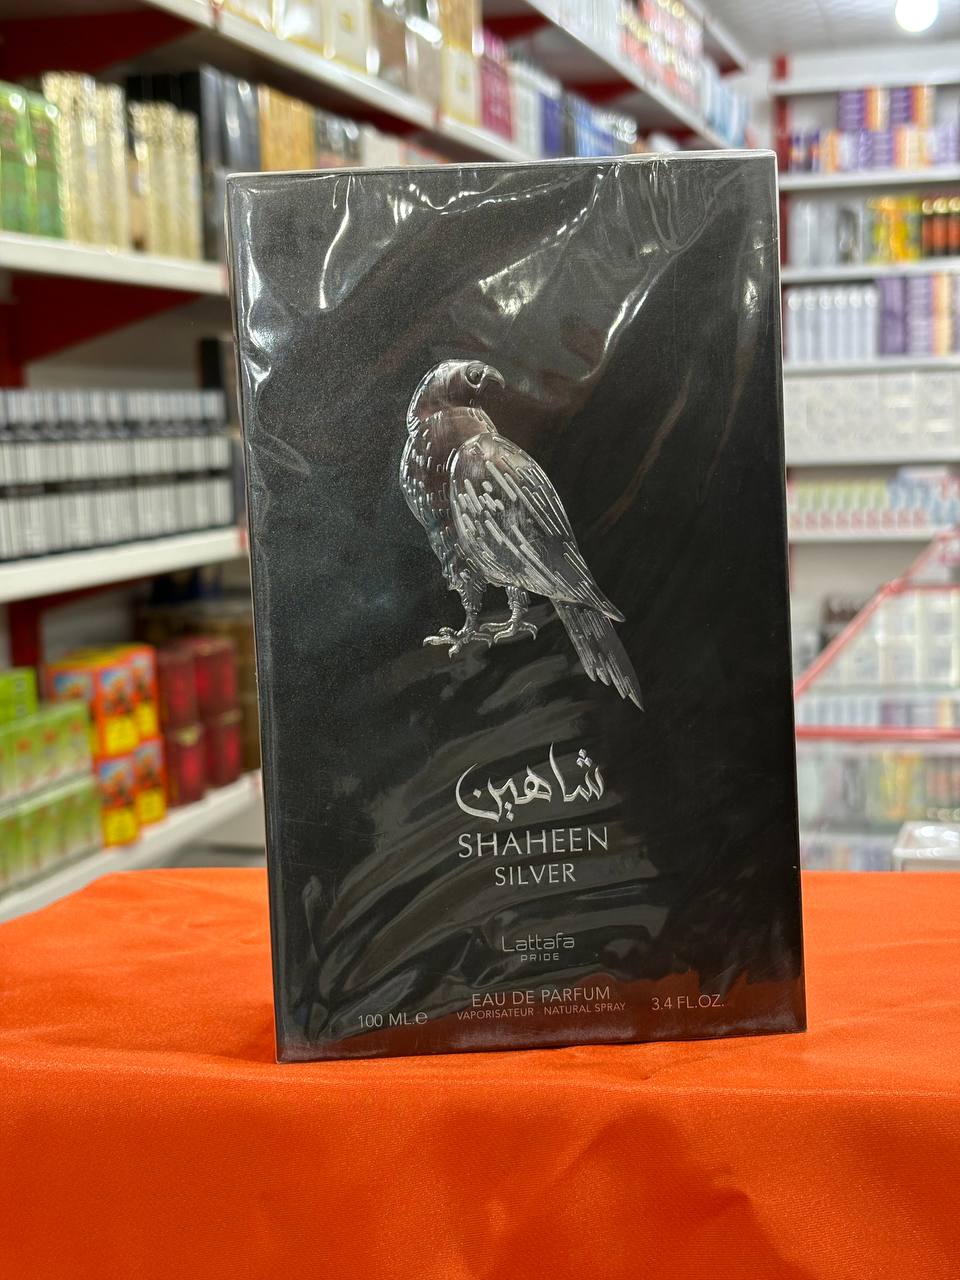 شاهين
SHAHEEN
SILVER
Lattafa
PRIDE
EAU DE PARFUM
VAPORISATEUR - NATURAL SPRAY
100 ML.e
3.4 FL.OZ.